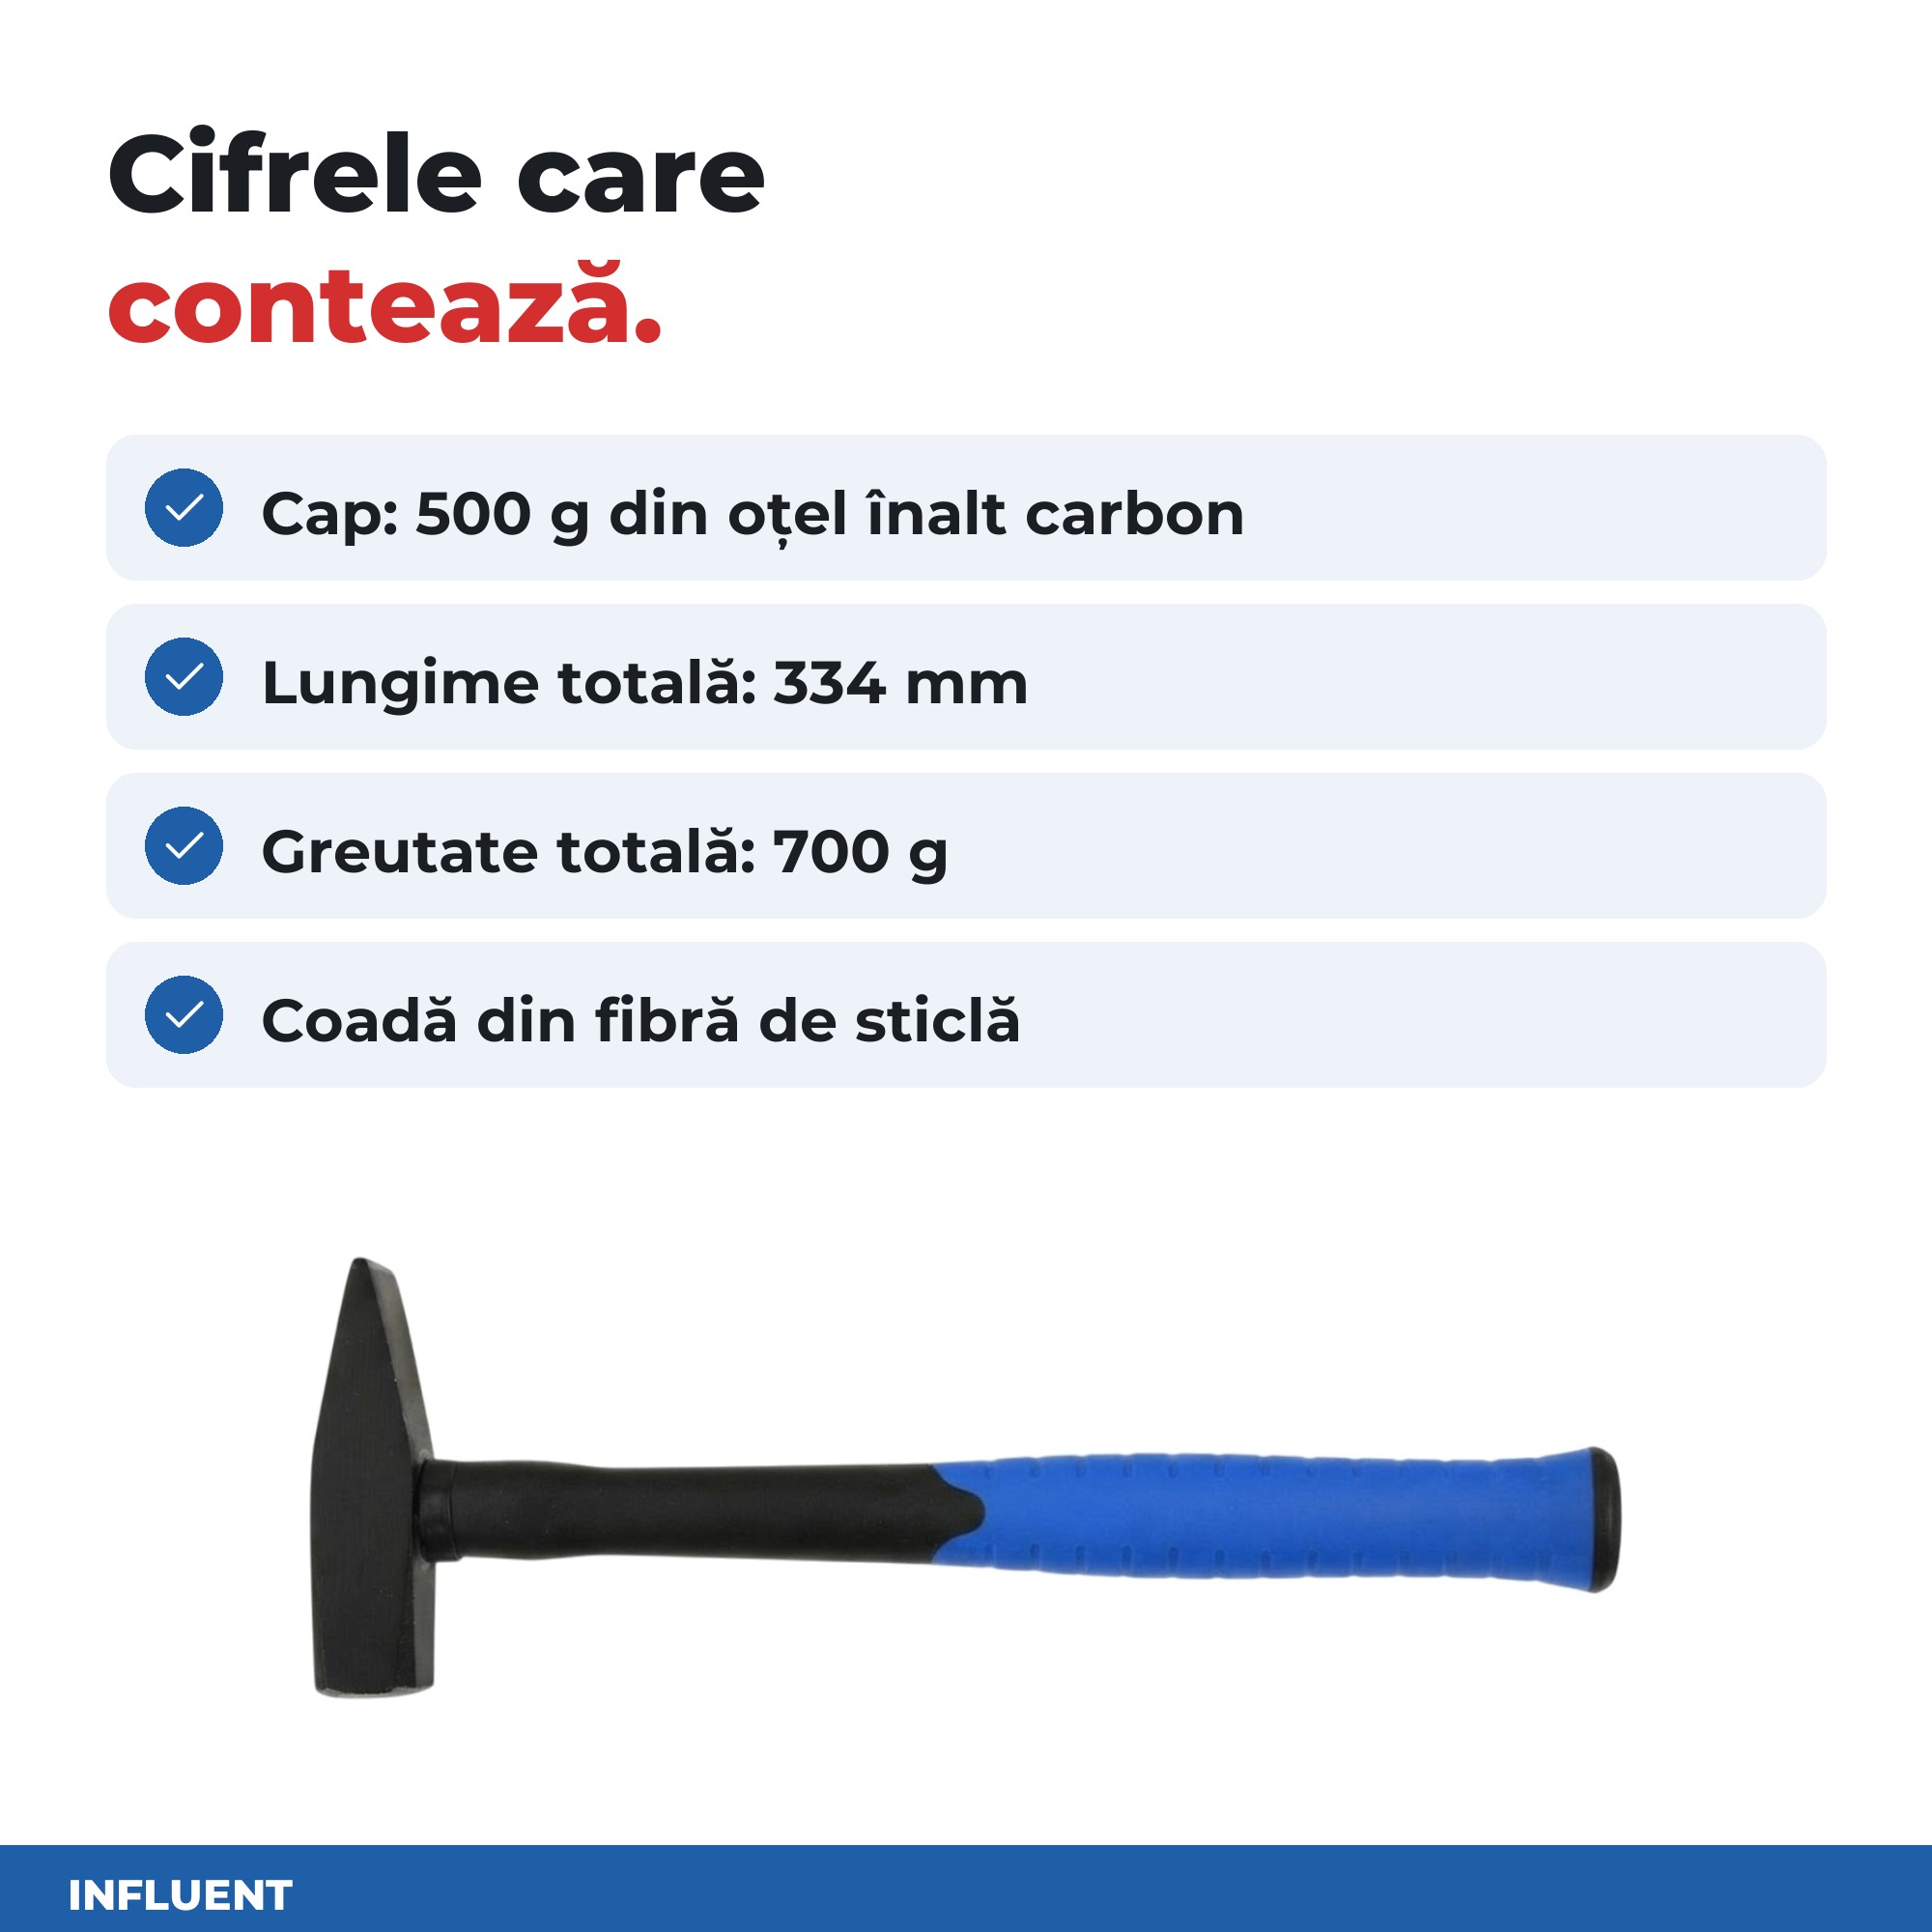 Cifrele care
contează.
Cap: 500 g din oțel înalt carbon
Lungime totală: 334 mm
Greutate totală: 700 g
Coadă din fibră de sticlă
INFLUENT